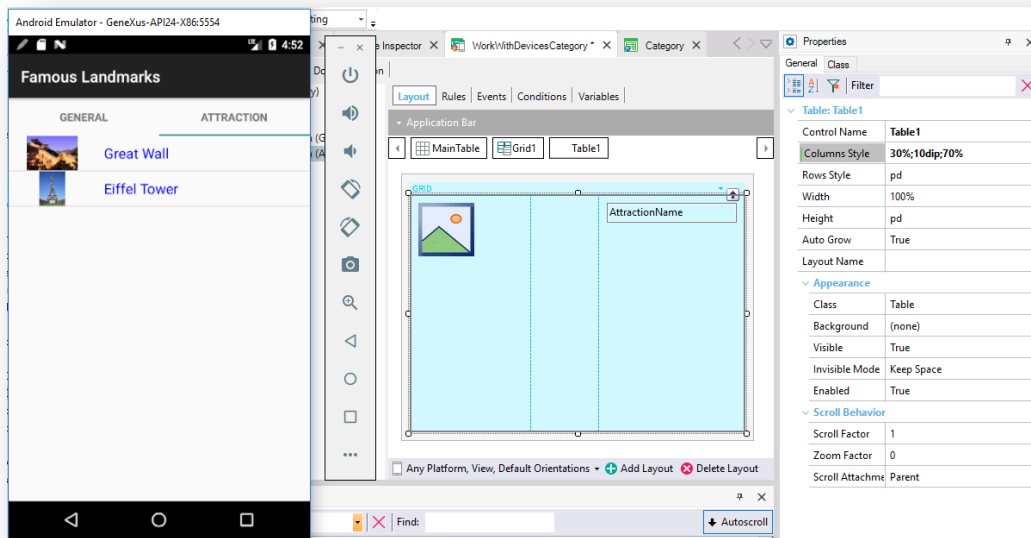 Android Emulator - GeneXus-API24-X86:5554
4:52
Famous Landmarks
GENERAL ATTRACTION
Great Wall
Eiffel Tower
ting
e Inspector WorkWithDevicesCategory * Category
Layout Rules Events Conditions Variables
Application Bar
MainTable Grid1 Table1
GRID
AttractionName
Any Platform, View, Default Orientations Add Layout Delete Layout
Find: Autoscroll
Properties
General Class
Filter
Table: Table1
Control Name Table1
Columns Style 30%;10dip;70%
Rows Style pd
Width 100%
Height pd
Auto Grow True
Layout Name
Appearance
Class Table
Background (none)
Visible True
Invisible Mode Keep Space
Enabled True
Scroll Behavior
Scroll Factor 1
Zoom Factor 0
Scroll Attachme Parent